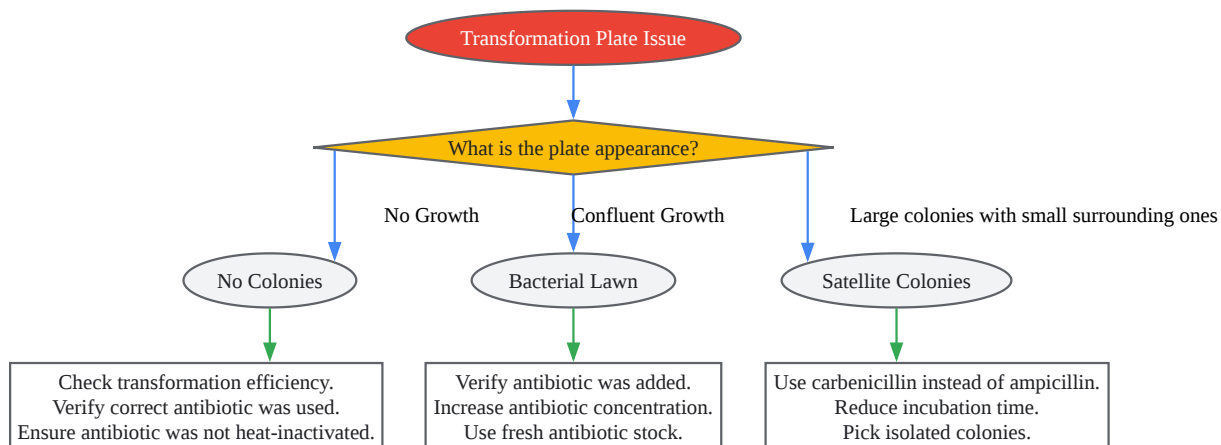 Transformation Plate Issue
What is the plate appearance?
No Growth
Confluent Growth
Large colonies with small surrounding ones
No Colonies
Bacterial Lawn
Satellite Colonies
Check transformation efficiency.
Verify correct antibiotic was used.
Ensure antibiotic was not heat-inactivated.
Verify antibiotic was added.
Increase antibiotic concentration.
Use fresh antibiotic stock.
Use carbenicillin instead of ampicillin.
Reduce incubation time.
Pick isolated colonies.